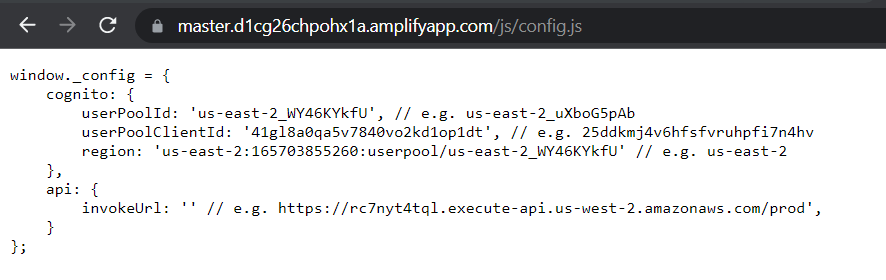 master.d1cg26chpohx1a.amplifyapp.com/js/config.js
window._config = {
    cognito: {
        userPoolId: 'us-east-2_WY46KYkfU', // e.g. us-east-2_uXboG5pAb
        userPoolClientId: '41gl8a0qa5v7840vo2kd1op1dt', // e.g. 25ddkmj4v6hfsfvruhpfi7n4hv
        region: 'us-east-2:165703855260:userpool/us-east-2_WY46KYkfU' // e.g. us-east-2
    },
    api: {
        invokeUrl: '' // e.g. https://rc7nyt4tql.execute-api.us-west-2.amazonaws.com/prod',
    }
};